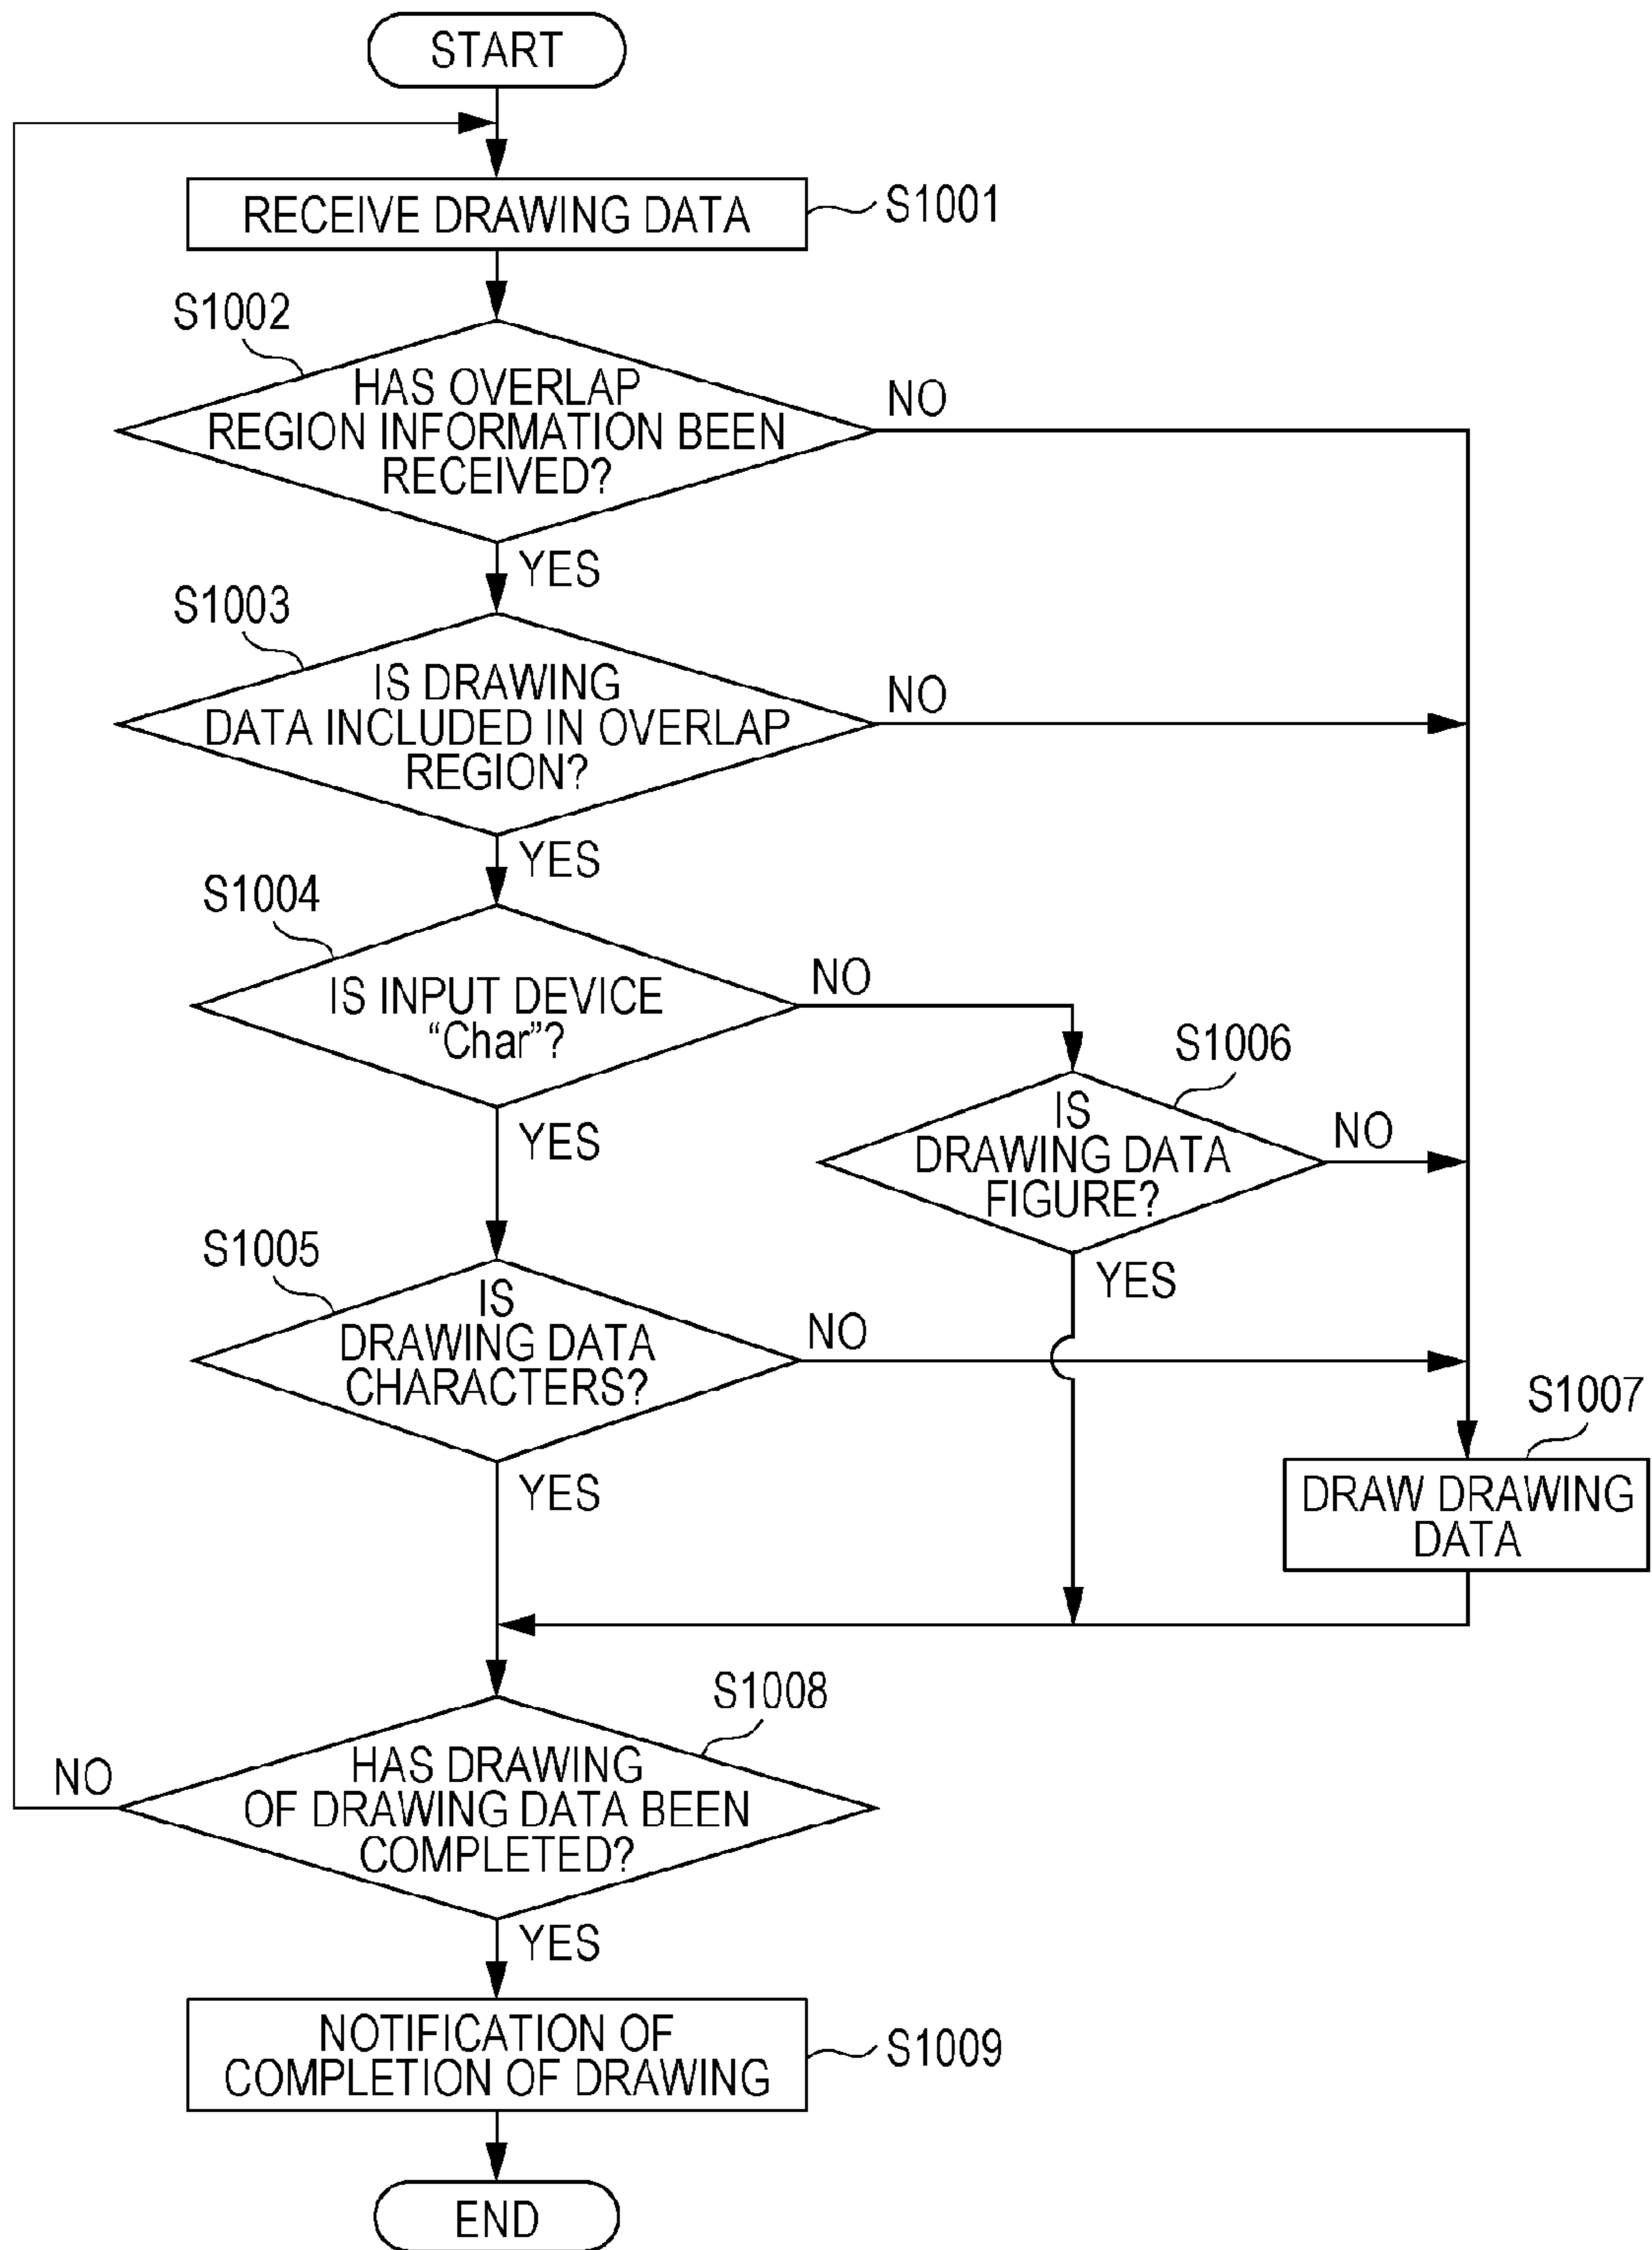 START
RECEIVE DRAWING DATA
S1001
S1002
HAS OVERLAP
REGION INFORMATION BEEN
RECEIVED?
NO
YES
S1003
IS DRAWING
DATA INCLUDED IN OVERLAP
REGION?
NO
YES
S1004
IS INPUT DEVICE
“Char”?
NO
YES
S1006
IS
DRAWING DATA
FIGURE?
NO
YES
S1005
IS
DRAWING DATA
CHARACTERS?
NO
YES
S1007
DRAW DRAWING
DATA
S1008
HAS DRAWING
OF DRAWING DATA BEEN
COMPLETED?
NO
YES
NOTIFICATION OF
COMPLETION OF DRAWING
S1009
END